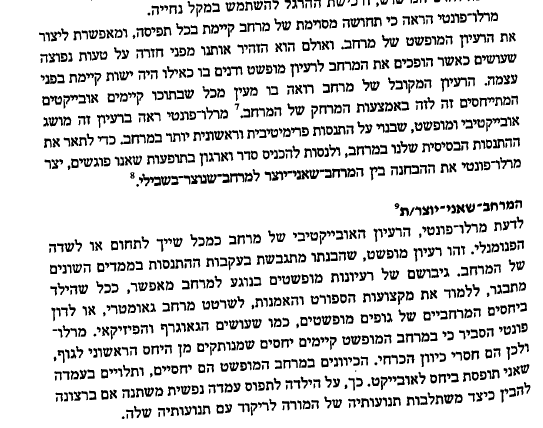 ורכישת ההרגל להשתמש במקל נחייה.
מרלו־פונטי הראה כי תחושה מסוימת של מרחב קיימת בכל תפיסה, ומאפשרת ליצור
את הרעיון המופשט של מרחב. ואולם הוא הזהיר אותנו מפני חזרה על טעות נפוצה
שעושים כאשר הופכים את המרחב לרעיון מופשט ודנים בו כאילו היה ישות קיימת בפני
עצמה. הרעיון המקובל של מרחב רואה בו מעין מכל שבתוכו קיימים אובייקטים
המתייחסים זה לזה באמצעות המרחק של המרחב.7 מרלו־פונטי ראה ברעיון זה מושג
אובייקטיבי ומופשט, שבנוי על התנסות פרימיטיבית וראשונית יותר במרחב. כדי לתאר את
ההתנסות הבסיסית שלנו במרחב, ולנסות להכניס סדר וארגון בתופעות שאנו פוגשים, יצר
מרלו־פונטי את ההבחנה בין המרחב־שאני־יוצר למרחב־שנוצר־בשבילי.8
המרחב־שאני־יוצר/ת9
לדעת מרלו־פונטי, הרעיון האובייקטיבי של מרחב כמכל שייך לתחום או לשדה
הפנומנלי. זהו רעיון מופשט, שהבנתו מתגבשת בעקבות ההתנסות בממדים השונים
של המרחב. גיבושם של רעיונות מופשטים בנוגע למרחב מאפשר, ככל שהילד
מתבגר, ללמוד את מקצועות הספורט והאמנות, לשרטט מרחב גאומטרי, או לדון
ביחסים המרחביים של גופים מופשטים, כמו שעושים הגאוגרף והפיזיקאי. מרלו־
פונטי הסביר כי במרחב המופשט קיימים יחסים שמנותקים מן היחס הראשוני לגוף,
ולכן הם חסרי כיוון הכרחי. הכיוונים במרחב המופשט הם יחסיים, ותלויים בעמדה
שאני תופסת ביחס לאובייקט. כך, על הילדה לתפוס עמדה נפשית משתנה אם ברצונה
להבין כיצד משתלבות תנועותיה של המורה לריקוד עם תנועותיה שלה.